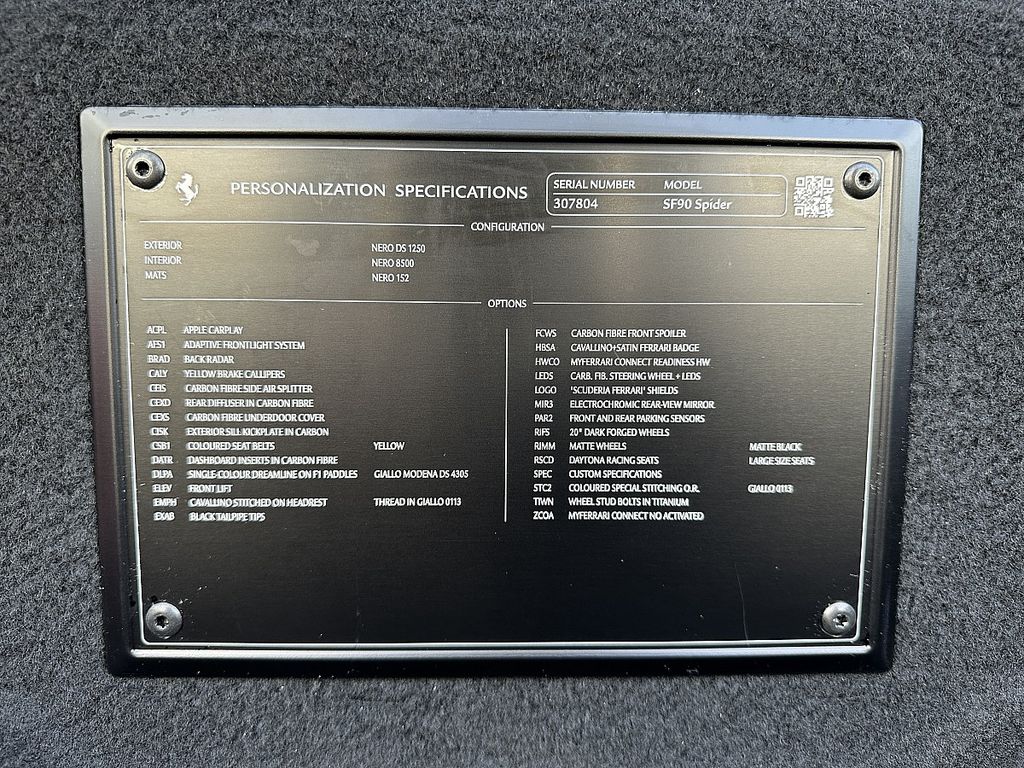 PERSONALIZATION SPECIFICATIONS
SERIAL NUMBER MODEL
307804 SF90 Spider
CONFIGURATION
EXTERIOR NERO DS 1250
INTERIOR NERO 8500
MATS NERO 152
OPTIONS
ACPL APPLE CARPLAY
AFS1 ADAPTIVE FRONTLIGHT SYSTEM
BRAD BACK RADAR
CALY YELLOW BRAKE CALLIPERS
CEIS CARBON FIBRE SIDE AIR SPLITTER
CEXD REAR DIFFUSER IN CARBON FIBRE
CEXS CARBON FIBRE UNDERDOOR COVER
CISK EXTERIOR SILL KICKPLATE IN CARBON
CSB1 COLOURED SEAT BELTS YELLOW
DATR DASHBOARD INSERTS IN CARBON FIBRE
DLPA SINGLE-COLOUR DREAMLINE ON F1 PADDLES GIALLO MODENA DS 4305
ELEV FRONT LIFT
EMPH CAVALLINO STITCHED ON HEADREST THREAD IN GIALLO 0113
EXAB BLACK TAILPIPE TIPS
FCWS CARBON FIBRE FRONT SPOILER
HBSA CAVALLINO+SATIN FERRARI BADGE
HWCO MYFERRARI CONNECT READINESS HW
LEDS CARB. FIB. STEERING WHEEL + LEDS
LOGO 'SCUDERIA FERRARI' SHIELDS
MIR3 ELECTROCHROMIC REAR-VIEW MIRROR
PAR2 FRONT AND REAR PARKING SENSORS
RIFS 20" DARK FORGED WHEELS
RIMM MATTE WHEELS MATTE BLACK
RSCD DAYTONA RACING SEATS LARGE SIZE SEATS
SPEC CUSTOM SPECIFICATIONS
STC2 COLOURED SPECIAL STITCHING O.R. GIALLO 0113
TIWN WHEEL STUD BOLTS IN TITANIUM
ZCOA MYFERRARI CONNECT NO ACTIVATED